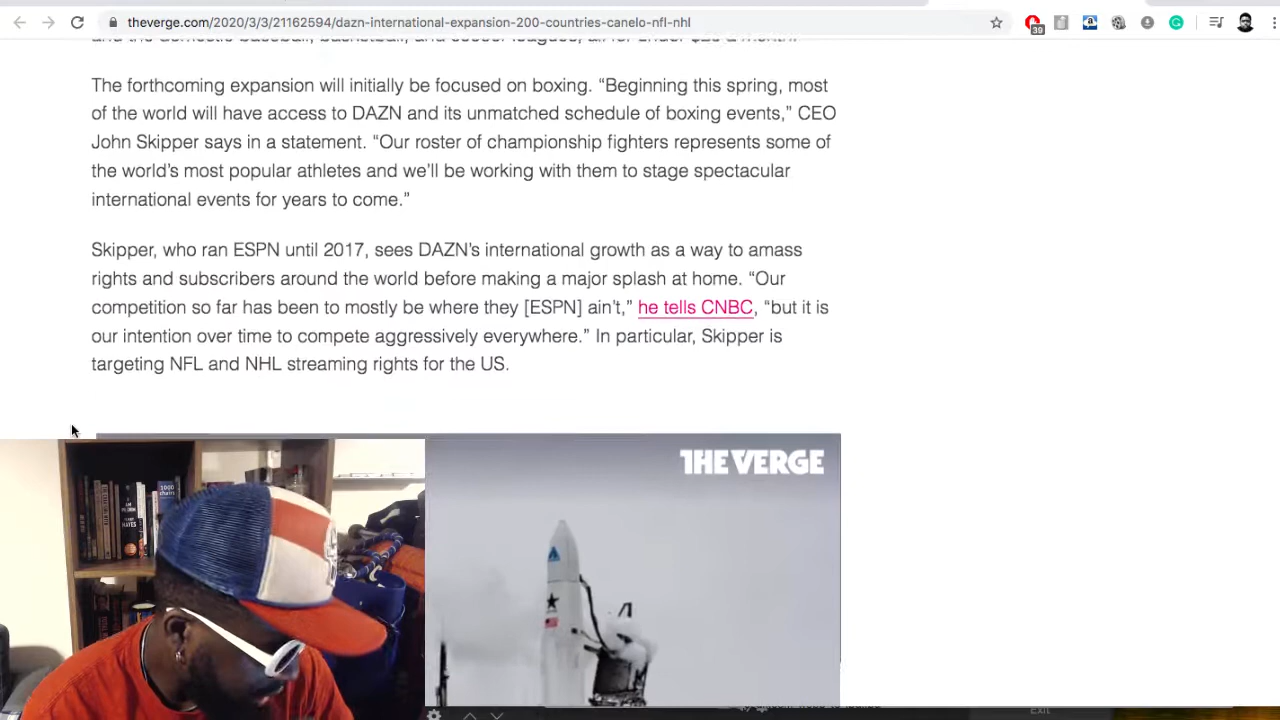 theverge.com/2020/3/3/21162594/dazn-international-expansion-200-countries-canelo-nfl-nhl
39
The forthcoming expansion will initially be focused on boxing. “Beginning this spring, most
of the world will have access to DAZN and its unmatched schedule of boxing events,” CEO
John Skipper says in a statement. “Our roster of championship fighters represents some of
the world’s most popular athletes and we’ll be working with them to stage spectacular
international events for years to come.”
Skipper, who ran ESPN until 2017, sees DAZN’s international growth as a way to amass
rights and subscribers around the world before making a major splash at home. “Our
competition so far has been to mostly be where they [ESPN] ain’t,” he tells CNBC, “but it is
our intention over time to compete aggressively everywhere.” In particular, Skipper is
targeting NFL and NHL streaming rights for the US.
THE VERGE
1000
chairs
Exit